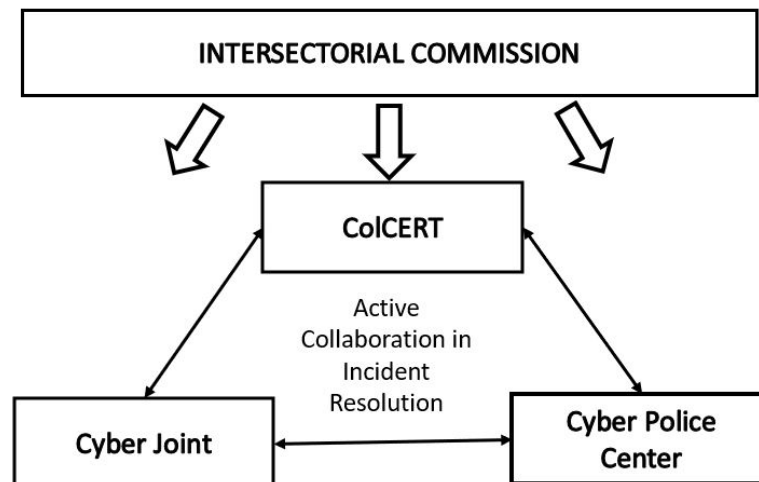 INTERSECTORIAL COMMISSION
ColCERT
Active
Collaboration in
Incident
Resolution
Cyber Joint
Cyber Police
Center